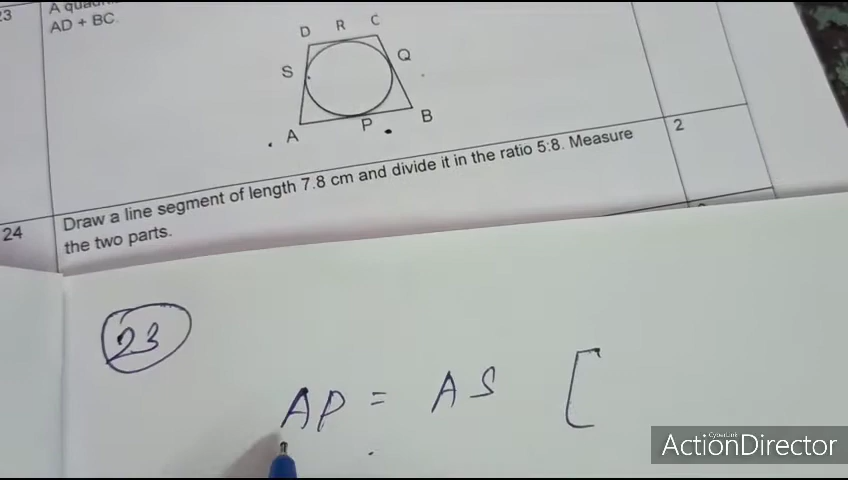 23
A
AD + BC.
D R C
S Q
A P B
24 Draw a line segment of length 7.8 cm and divide it in the ratio 5:8. Measure 2
the two parts.
23
AP = AS [
CyberLink
ActionDirector